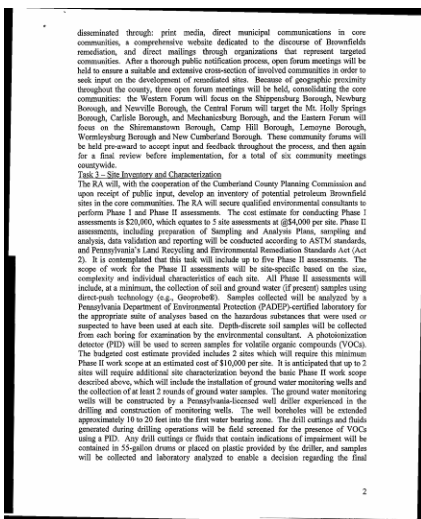 disseminated through: print media, direct municipal communications in core
communities, a comprehensive website dedicated to the discourse of Brownfields
remediation, and direct mailings through organizations that represent targeted
communities. After a thorough public notification process, open forum meetings will be
held to ensure a suitable and extensive cross-section of involved communities in order to
seek input on the development of remediated sites. Because of geographic proximity
throughout the county, three open forum meetings will be held, consolidating the core
communities: the Western Forum will focus on the Shippensburg Borough, Newburg
Borough, and Newville Borough, the Central Forum will target the Mt. Holly Springs
Borough, Carlisle Borough, and Mechanicsburg Borough, and the Eastern Forum will
focus on the Shiremanstown Borough, Camp Hill Borough, Lemoyne Borough,
Wormleysburg Borough and New Cumberland Borough. These community forums will
be held pre-award to accept input and feedback throughout the process, and then again
for a final review before implementation, for a total of six community meetings
countywide.
Task 3 – Site Inventory and Characterization
The RA will, with the cooperation of the Cumberland County Planning Commission and
upon receipt of public input, develop an inventory of potential petroleum Brownfield
sites in the core communities. The RA will secure qualified environmental consultants to
perform Phase I and Phase II assessments. The cost estimate for conducting Phase I
assessments is $20,000, which equates to 5 site assessments at @$4,000 per site. Phase II
assessments, including preparation of Sampling and Analysis Plans, sampling and
analysis, data validation and reporting will be conducted according to ASTM standards,
and Pennsylvania's Land Recycling and Environmental Remediation Standards Act (Act
2). It is contemplated that this task will include up to five Phase II assessments. The
scope of work for the Phase II assessments will be site-specific based on the size,
complexity and individual characteristics of each site. All Phase II assessments will
include, at a minimum, the collection of soil and ground water (if present) samples using
direct-push technology (e.g., Geoprobe®). Samples collected will be analyzed by a
Pennsylvania Department of Environmental Protection (PADEP)-certified laboratory for
the appropriate suite of analyses based on the hazardous substances that were used or
suspected to have been used at each site. Depth-discrete soil samples will be collected
from each boring for examination by the environmental consultant. A photoionization
detector (PID) will be used to screen samples for volatile organic compounds (VOCs).
The budgeted cost estimate provided includes 2 sites which will require this minimum
Phase II work scope at an estimated cost of $10,000 per site. It is anticipated that up to 2
sites will require additional site characterization beyond the basic Phase II work scope
described above, which will include the installation of ground water monitoring wells and
the collection of at least 2 rounds of ground water samples. The ground water monitoring
wells will be constructed by a Pennsylvania-licensed well driller experienced in the
drilling and construction of monitoring wells. The well boreholes will be extended
approximately 10 to 20 feet into the first water bearing zone. The drill cuttings and fluids
generated during drilling operations will be field screened for the presence of VOCs
using a PID. Any drill cuttings or fluids that contain indications of impairment will be
contained in 55-gallon drums or placed on plastic provided by the driller, and samples
will be collected and laboratory analyzed to enable a decision regarding the final
2